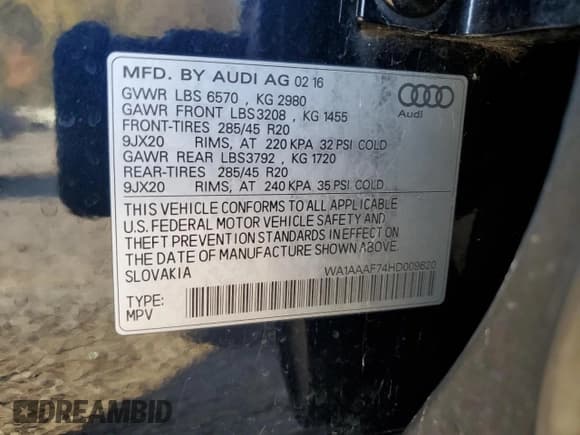 MFD. BY AUDI AG 02 16
GVWR LBS 6570 , KG 2980
GAWR FRONT LBS3208 , KG 1455
FRONT-TIRES 285/45 R20
9JX20 RIMS, AT 220 KPA 32 PSI COLD
GAWR REAR LBS3792 , KG 1720
REAR-TIRES 285/45 R20
9JX20 RIMS, AT 240 KPA 35 PSI COLD
Audi
THIS VEHICLE CONFORMS TO ALL APPLICABLE
U.S. FEDERAL MOTOR VEHICLE SAFETY AND
THEFT PREVENTION STANDARDS IN EFFECT ON
THE DATE OF MANUFACTURE SHOWN ABOVE.
SLOVAKIA
WA1AAAF74HD009620
TYPE:
MPV
DREAMBID